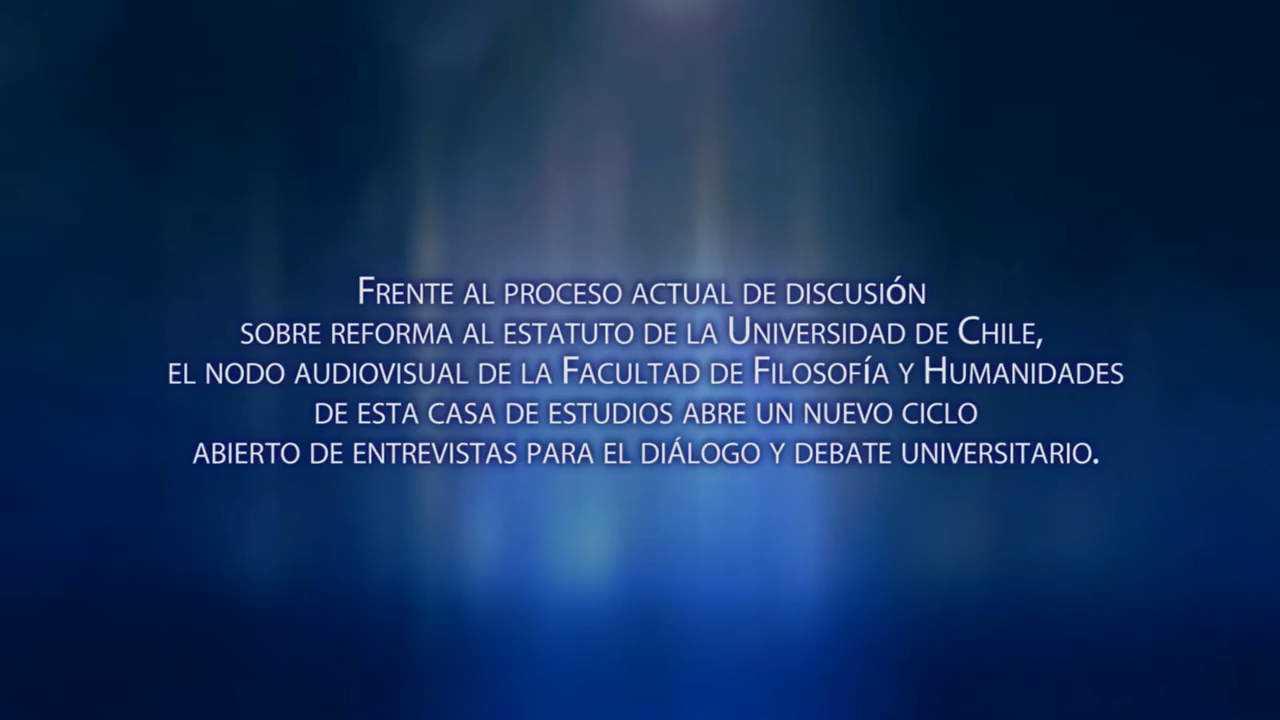 Frente al proceso actual de discusión
sobre reforma al estatuto de la Universidad de Chile,
el nodo audiovisual de la Facultad de Filosofía y Humanidades
de esta casa de estudios abre un nuevo ciclo
abierto de entrevistas para el diálogo y debate universitario.